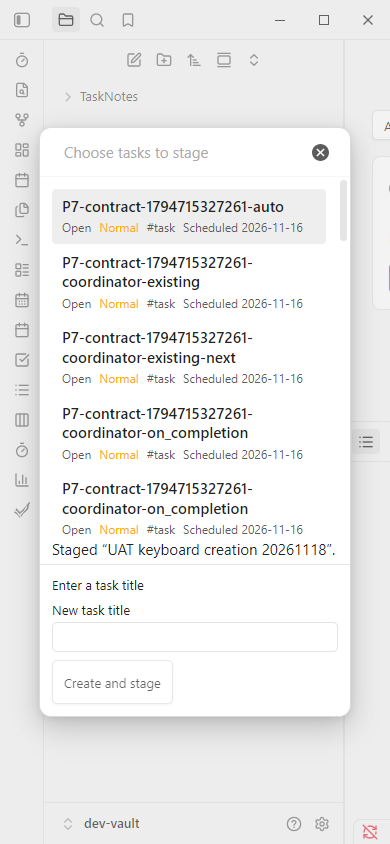 TaskNotes
Choose tasks to stage
P7-contract-1794715327261-auto
Open Normal #task Scheduled 2026-11-16
P7-contract-1794715327261-
coordinator-existing
Open Normal #task Scheduled 2026-11-16
P7-contract-1794715327261-
coordinator-existing-next
Open Normal #task Scheduled 2026-11-16
P7-contract-1794715327261-
coordinator-on_completion
Open Normal #task Scheduled 2026-11-16
P7-contract-1794715327261-
coordinator-on_completion
Open Normal #task Scheduled 2026-11-16
Staged “UAT keyboard creation 20261118”.
Enter a task title
New task title
Create and stage
dev-vault